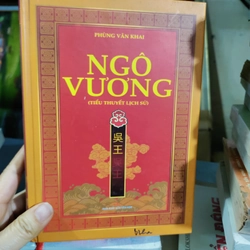 PHÙNG VĂN KHAI
NGÔ
VƯƠNG
(TIỂU THUYẾT LỊCH SỬ)
吳
王